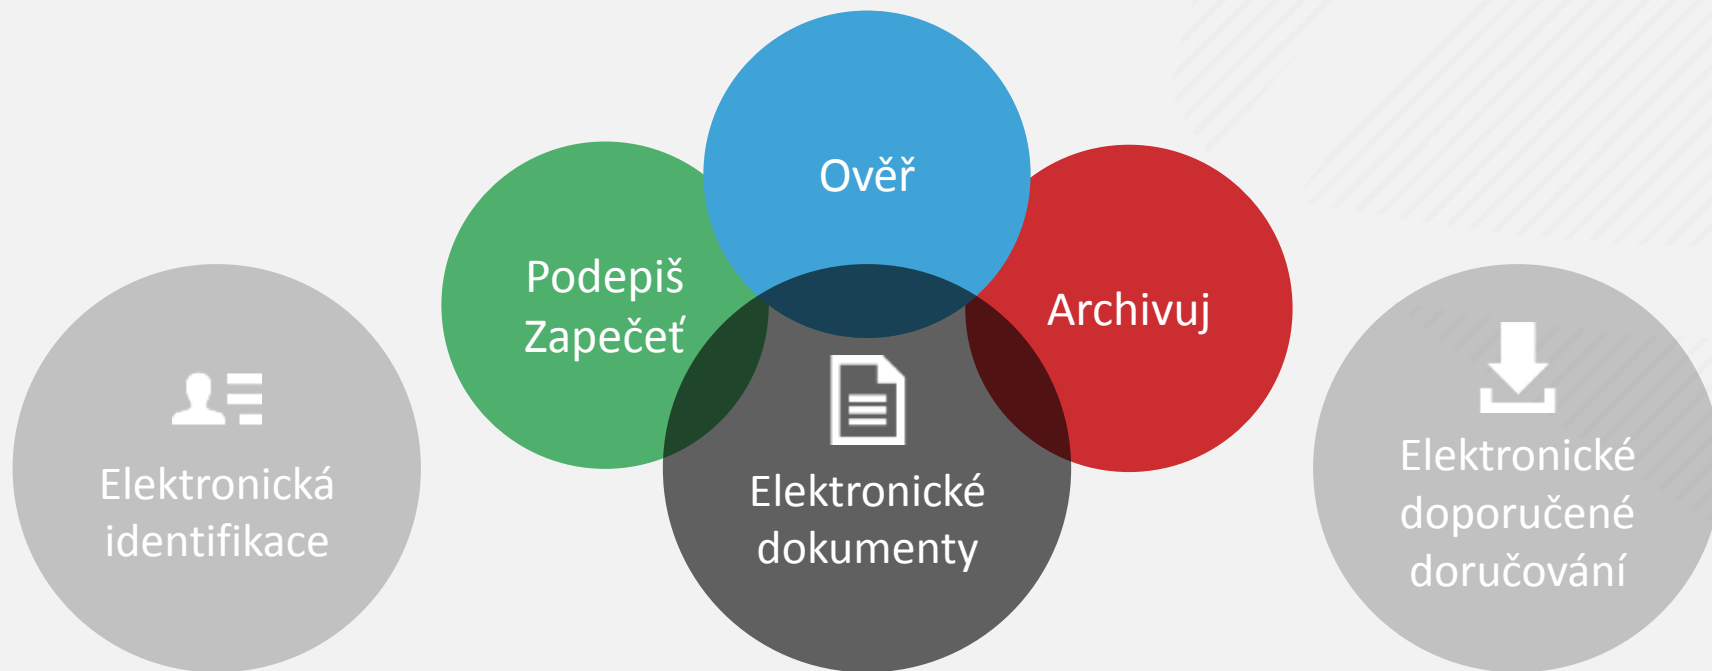 Ověř
Podepiš
Zapečeť
Archivuj
Elektronická
identifikace
Elektronické
dokumenty
Elektronické
doporučené
doručování